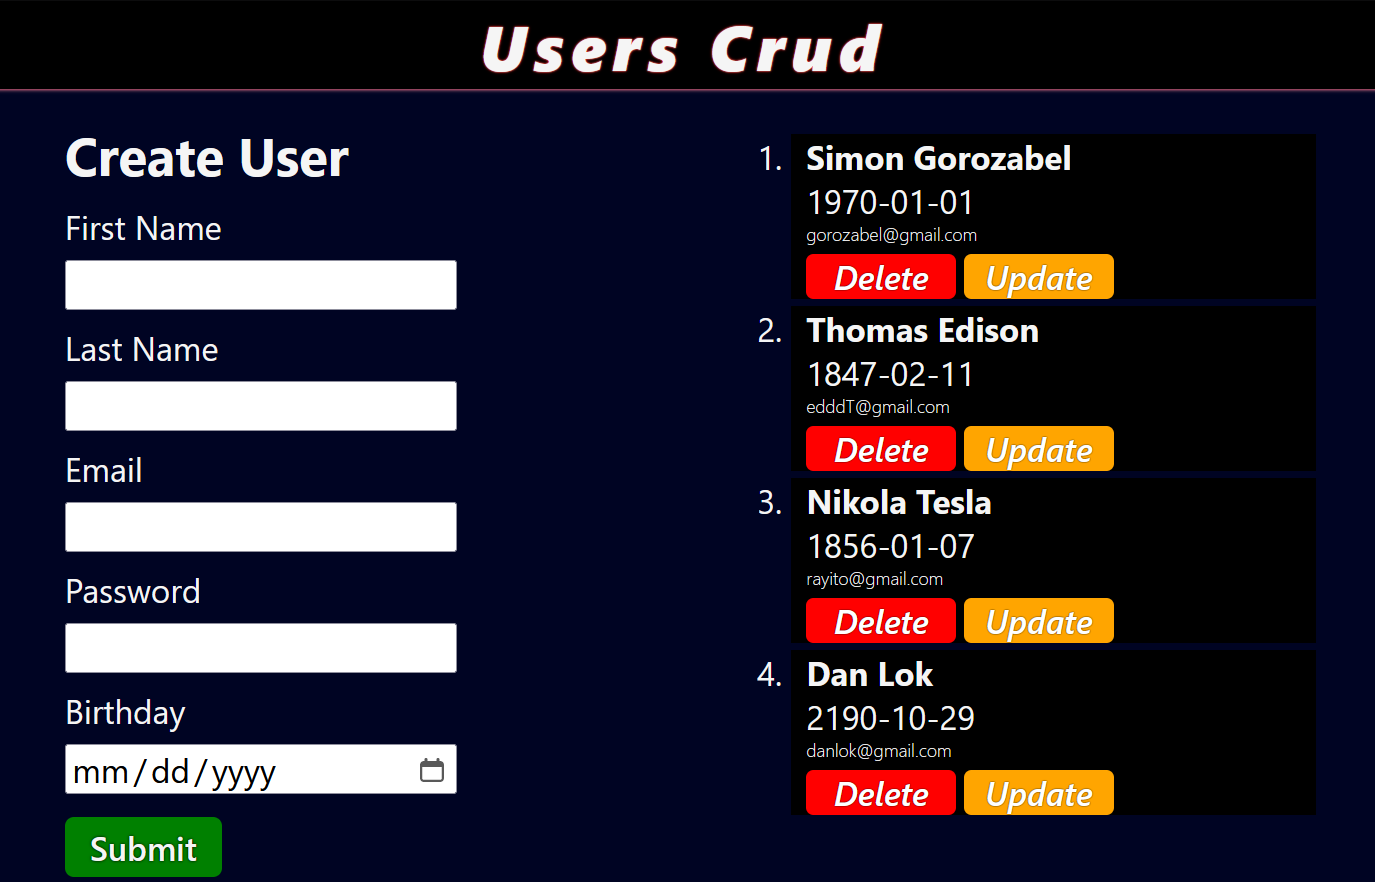 Users Crud
Create User
First Name
Last Name
Email
Password
Birthday
mm/dd/yyyy
Submit
1. Simon Gorozabel
1970-01-01
gorozabel@gmail.com
Delete Update
2. Thomas Edison
1847-02-11
edddT@gmail.com
Delete Update
3. Nikola Tesla
1856-01-07
rayito@gmail.com
Delete Update
4. Dan Lok
2190-10-29
danlok@gmail.com
Delete Update